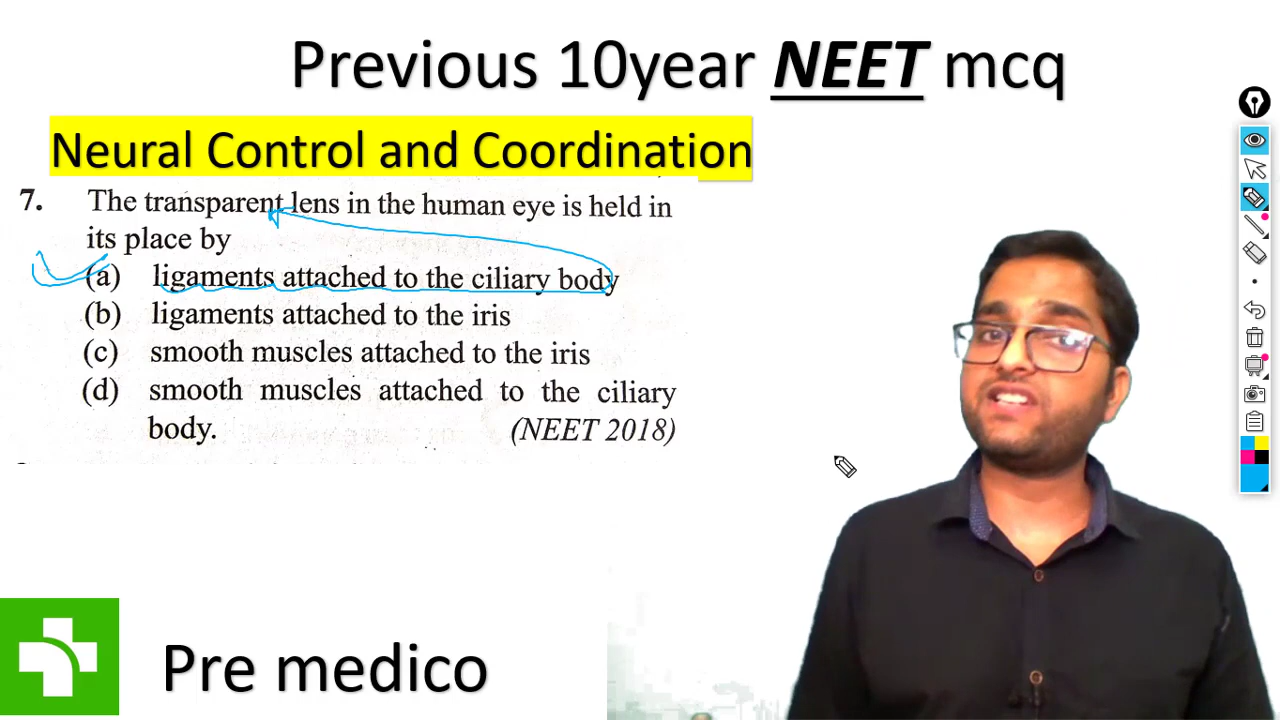 Previous 10year NEET mcq
Neural Control and Coordination
7. The transparent lens in the human eye is held in
its place by
(a) ligaments attached to the ciliary body
(b) ligaments attached to the iris
(c) smooth muscles attached to the iris
(d) smooth muscles attached to the ciliary
body. (NEET 2018)
Pre medico